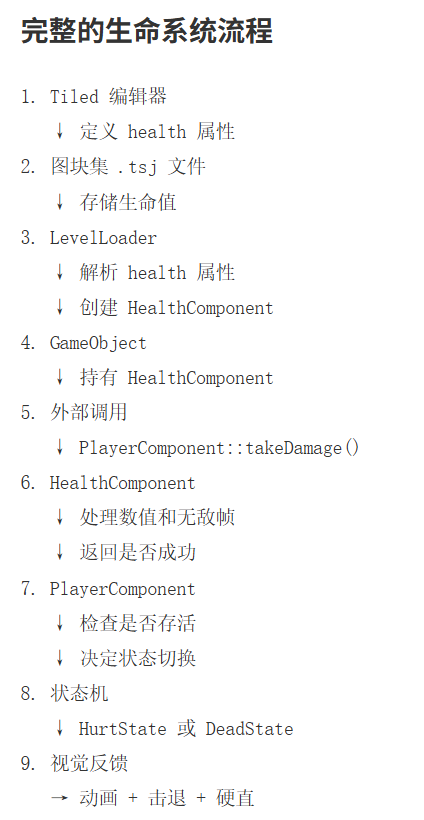 完整的生命系统流程
1. Tiled 编辑器
↓ 定义 health 属性
2. 图块集 .tsj 文件
↓ 存储生命值
3. LevelLoader
↓ 解析 health 属性
↓ 创建 HealthComponent
4. GameObject
↓ 持有 HealthComponent
5. 外部调用
↓ PlayerComponent::takeDamage()
6. HealthComponent
↓ 处理数值和无敌帧
↓ 返回是否成功
7. PlayerComponent
↓ 检查是否存活
↓ 决定状态切换
8. 状态机
↓ HurtState 或 DeadState
9. 视觉反馈
→ 动画 + 击退 + 硬直